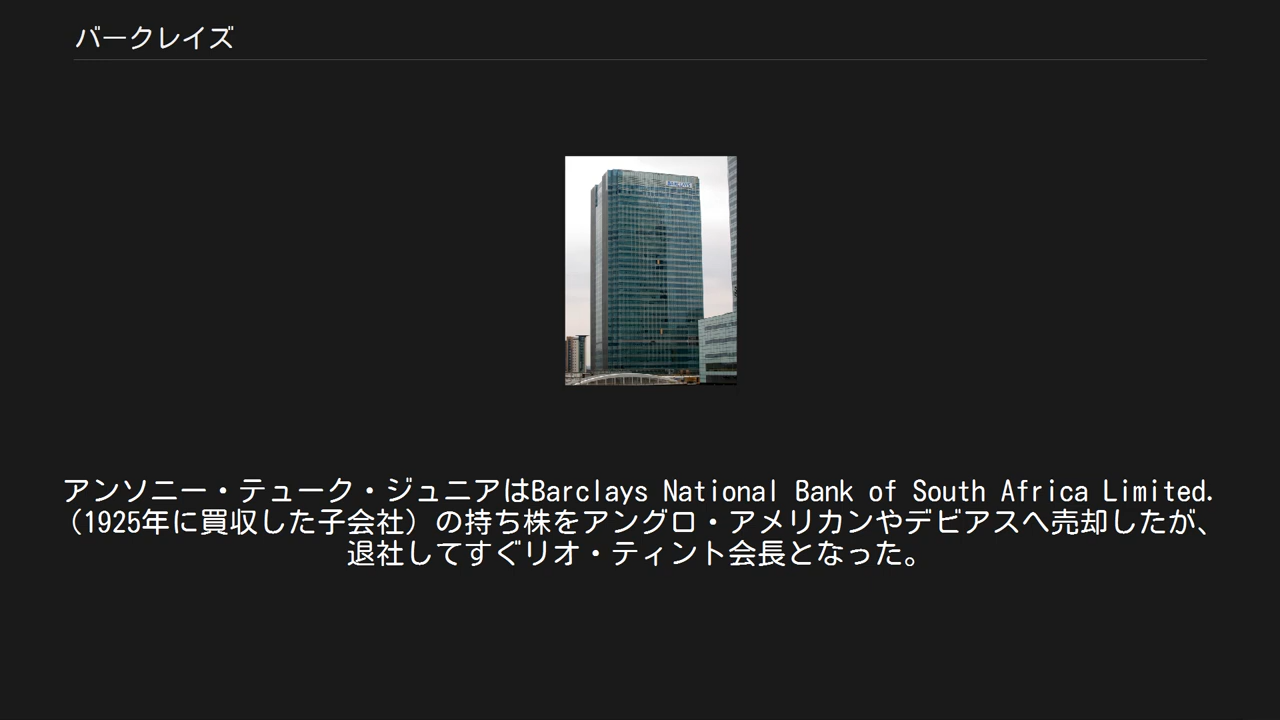 バークレイズ
アンソニー・テューク・ジュニアはBarclays National Bank of South Africa Limited.
（1925年に買収した子会社）の持ち株をアングロ・アメリカンやデビアスへ売却したが、
退社してすぐリオ・ティント会長となった。